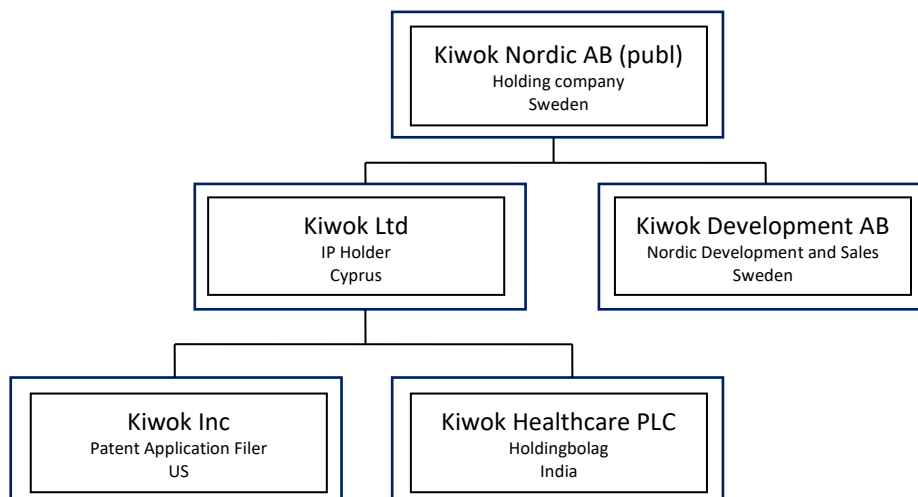 Kiwok Nordic AB (publ)
Holding company
Sweden
Kiwok Ltd
IP Holder
Cyprus
Kiwok Development AB
Nordic Development and Sales
Sweden
Kiwok Inc
Patent Application Filer
US
Kiwok Healthcare PLC
Holdingbolag
India